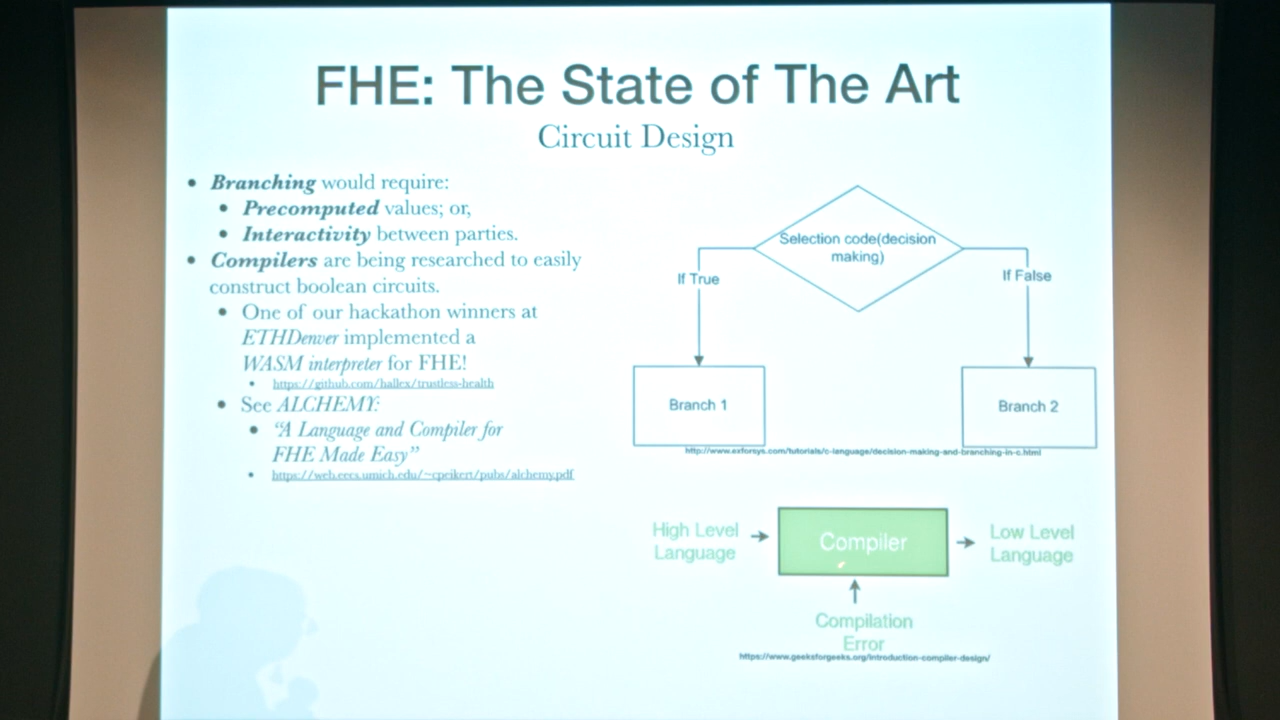 FHE: The State of The Art
Circuit Design
• Branching would require:
• Precomputed values; or,
• Interactivity between parties.
• Compilers are being researched to easily
construct boolean circuits.
• One of our hackathon winners at
ETHDenver implemented a
WASM interpreter for FHE!
• https://github.com/hallex/trustless-health
• See ALCHEMY:
• “A Language and Compiler for
FHE Made Easy”
• https://web.eecs.umich.edu/~cpeikert/pubs/alchemy.pdf
Selection code(decision
making)
If True
If False
Branch 1
Branch 2
http://www.exforsys.com/tutorials/c-language/decision-making-and-branching-in-c.html
High Level
Language
Compiler
Low Level
Language
Compilation
Error
https://www.geeksforgeeks.org/introduction-compiler-design/